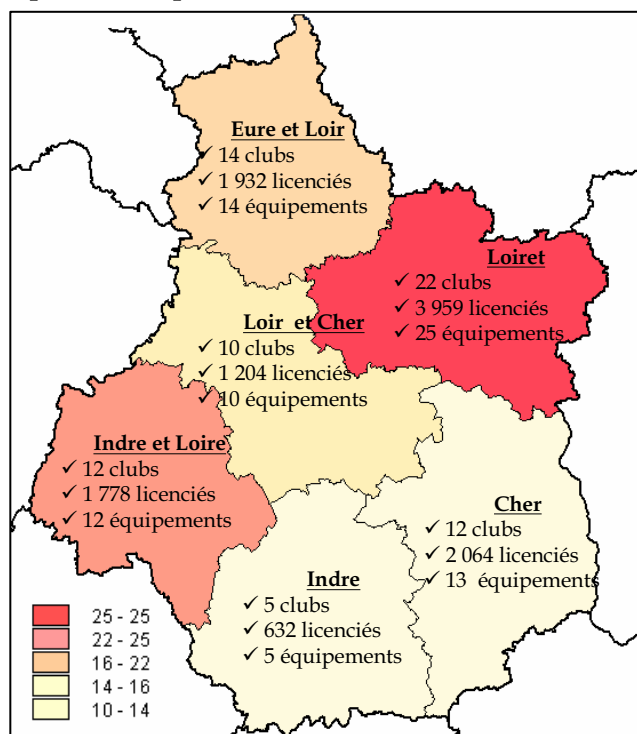 Eure et Loir
✓ 14 clubs
✓ 1 932 licenciés
✓ 14 équipements
Loiret
✓ 22 clubs
✓ 3 959 licenciés
✓ 25 équipements
Loir et Cher
✓ 10 clubs
✓ 1 204 licenciés
✓ 10 équipements
Indre et Loire
✓ 12 clubs
✓ 1 778 licenciés
✓ 12 équipements
Cher
✓ 12 clubs
✓ 2 064 licenciés
✓ 13 équipements
Indre
✓ 5 clubs
✓ 632 licenciés
✓ 5 équipements
25 - 25
22 - 25
16 - 22
14 - 16
10 - 14